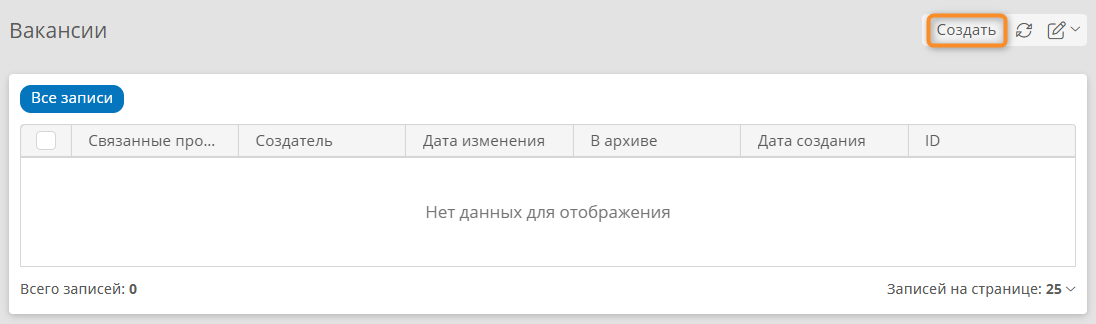 Вакансии
Создать
Все записи
Связанные про... Создатель Дата изменения В архиве Дата создания ID
Нет данных для отображения
Всего записей: 0 Записей на странице: 25